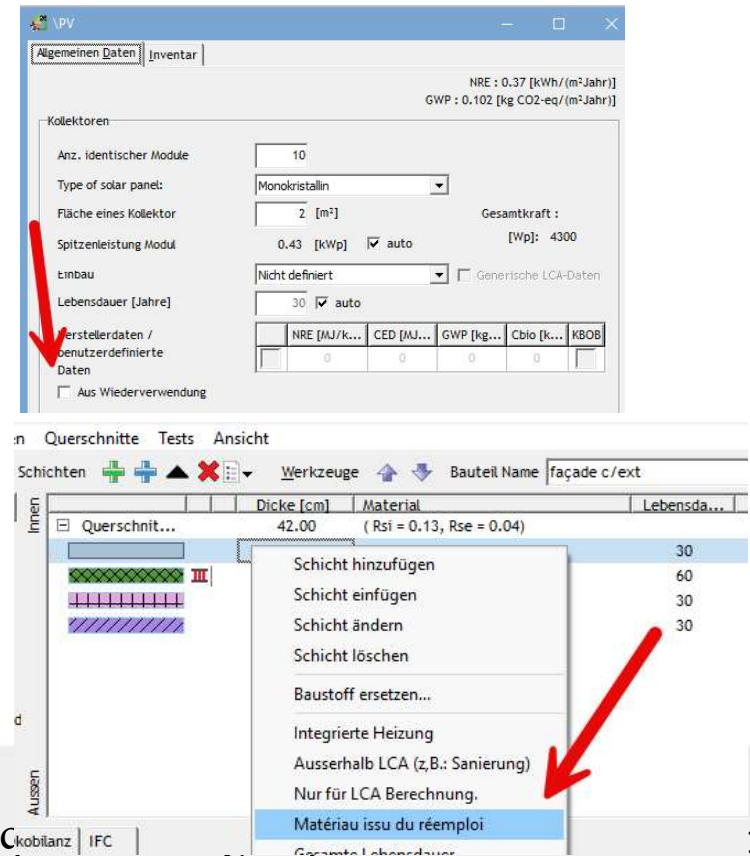 \PV
Allgemeinen Daten Inventar
NRE : 0.37 [kWh/(m²Jahr)]
GWP : 0.102 [kg CO2-eq/(m²Jahr)]
Kollektoren
Anz. identischer Module 10
Type of solar panel: Monokristallin
Fläche eines Kollektor 2 [m²] Gesamtkraft :
Spitzenleistung Modul 0.43 [kWp] auto [Wp]: 4300
Einbau Nicht definiert Generische LCA-Daten
Lebensdauer [Jahre] 30 auto
Herstellerdaten / NRE [MJ/k... CED [MJ... GWP [kg... Cbio [k... KBOB
benutzerdefinierte 0 0 0 0
Daten
Aus Wiederverwendung
n Querschnitte Tests Ansicht
Schichten Werkzeuge Bauteil Name façade c/ext
Innen
Dicke [cm] Material Lebensda...
Querschnit... 42.00 ( Rsi = 0.13, Rse = 0.04)
30
III 60
30
30
Schicht hinzufügen
Schicht einfügen
Schicht ändern
Schicht löschen
Baustoff ersetzen...
Integrierte Heizung
Ausserhalb LCA (z,B.: Sanierung)
Nur für LCA Berechnung.
Matériau issu du réemploi
Gesamte Lebensdauer
d
Aussen
kobilanz IFC